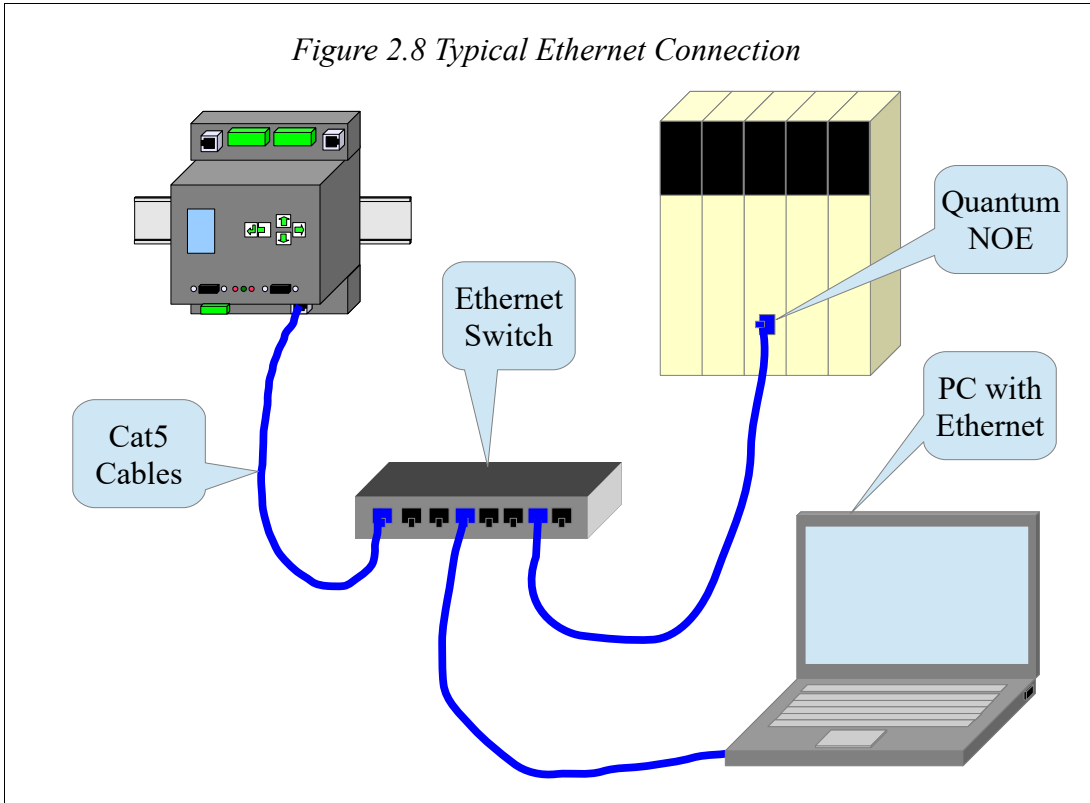 Figure 2.8 Typical Ethernet Connection
Quantum
NOE
Ethernet
Switch
PC with
Ethernet
Cat5
Cables